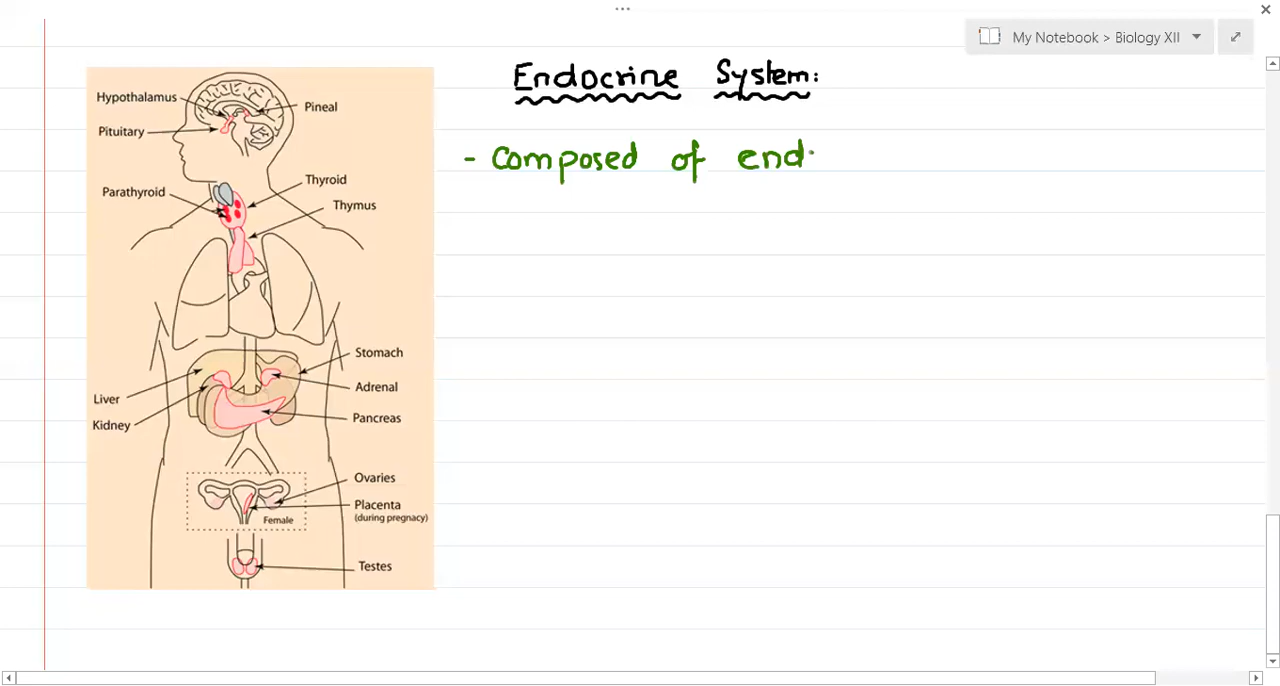 My Notebook > Biology XII
Endocrine System:
- Composed of end
Hypothalamus
Pineal
Pituitary
Thyroid
Parathyroid
Thymus
Stomach
Adrenal
Liver
Pancreas
Kidney
Ovaries
Placenta
(during pregnacy)
Female
Testes